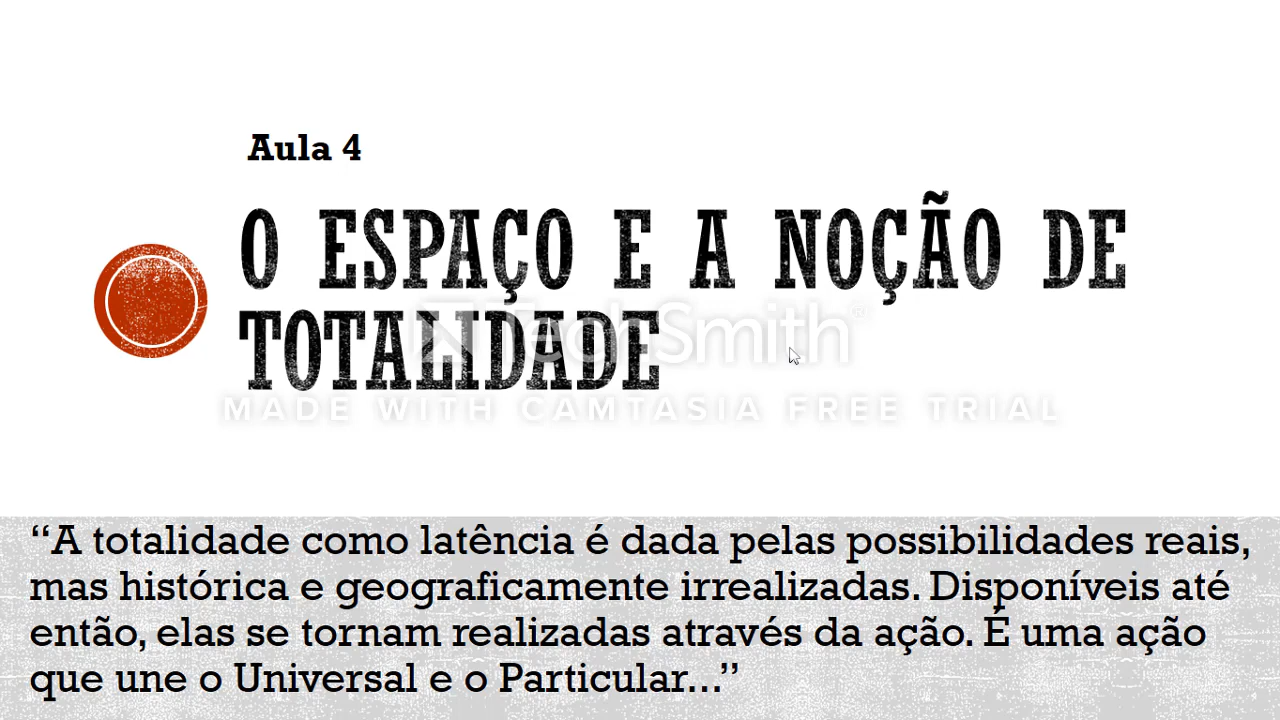 Aula 4
O ESPAÇO E A NOÇÃO DE
TOTALIDADE
TechSmith®
MADE WITH CAMTASIA FREE TRIAL
“A totalidade como latência é dada pelas possibilidades reais,
mas histórica e geograficamente irrealizadas. Disponíveis até
então, elas se tornam realizadas através da ação. É uma ação
que une o Universal e o Particular...”